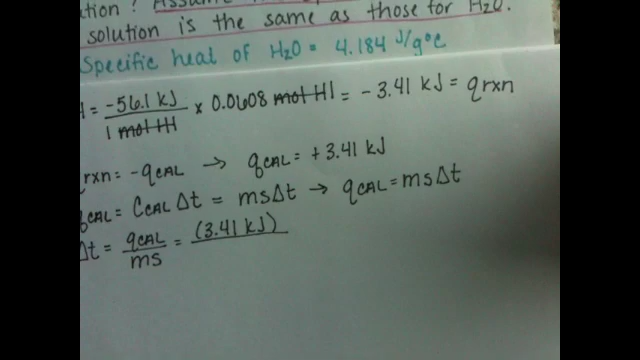 solution is the same as those for H₂O.
Specific heat of H₂O = 4.184 J/g°C
= -56.1 kJ / 1 mol HI x 0.0608 mol HI = - 3.41 kJ = qrxn
qrxn = -qCAL → qCAL = + 3.41 kJ
qCAL = CCAL Δt = msΔt → qCAL = msΔt
Δt = qCAL / ms = (3.41 kJ)